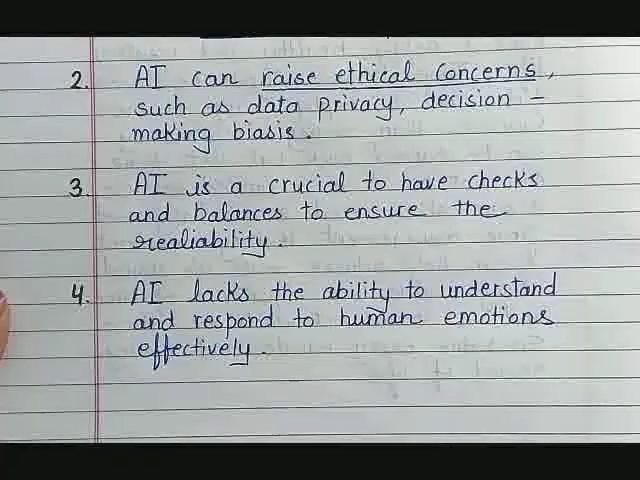 2. AI can raise ethical concerns,
such as data privacy, decision -
making biasis.
3. AI is a crucial to have checks
and balances to ensure the
realiability.
4. AI lacks the ability to understand
and respond to human emotions
effectively.